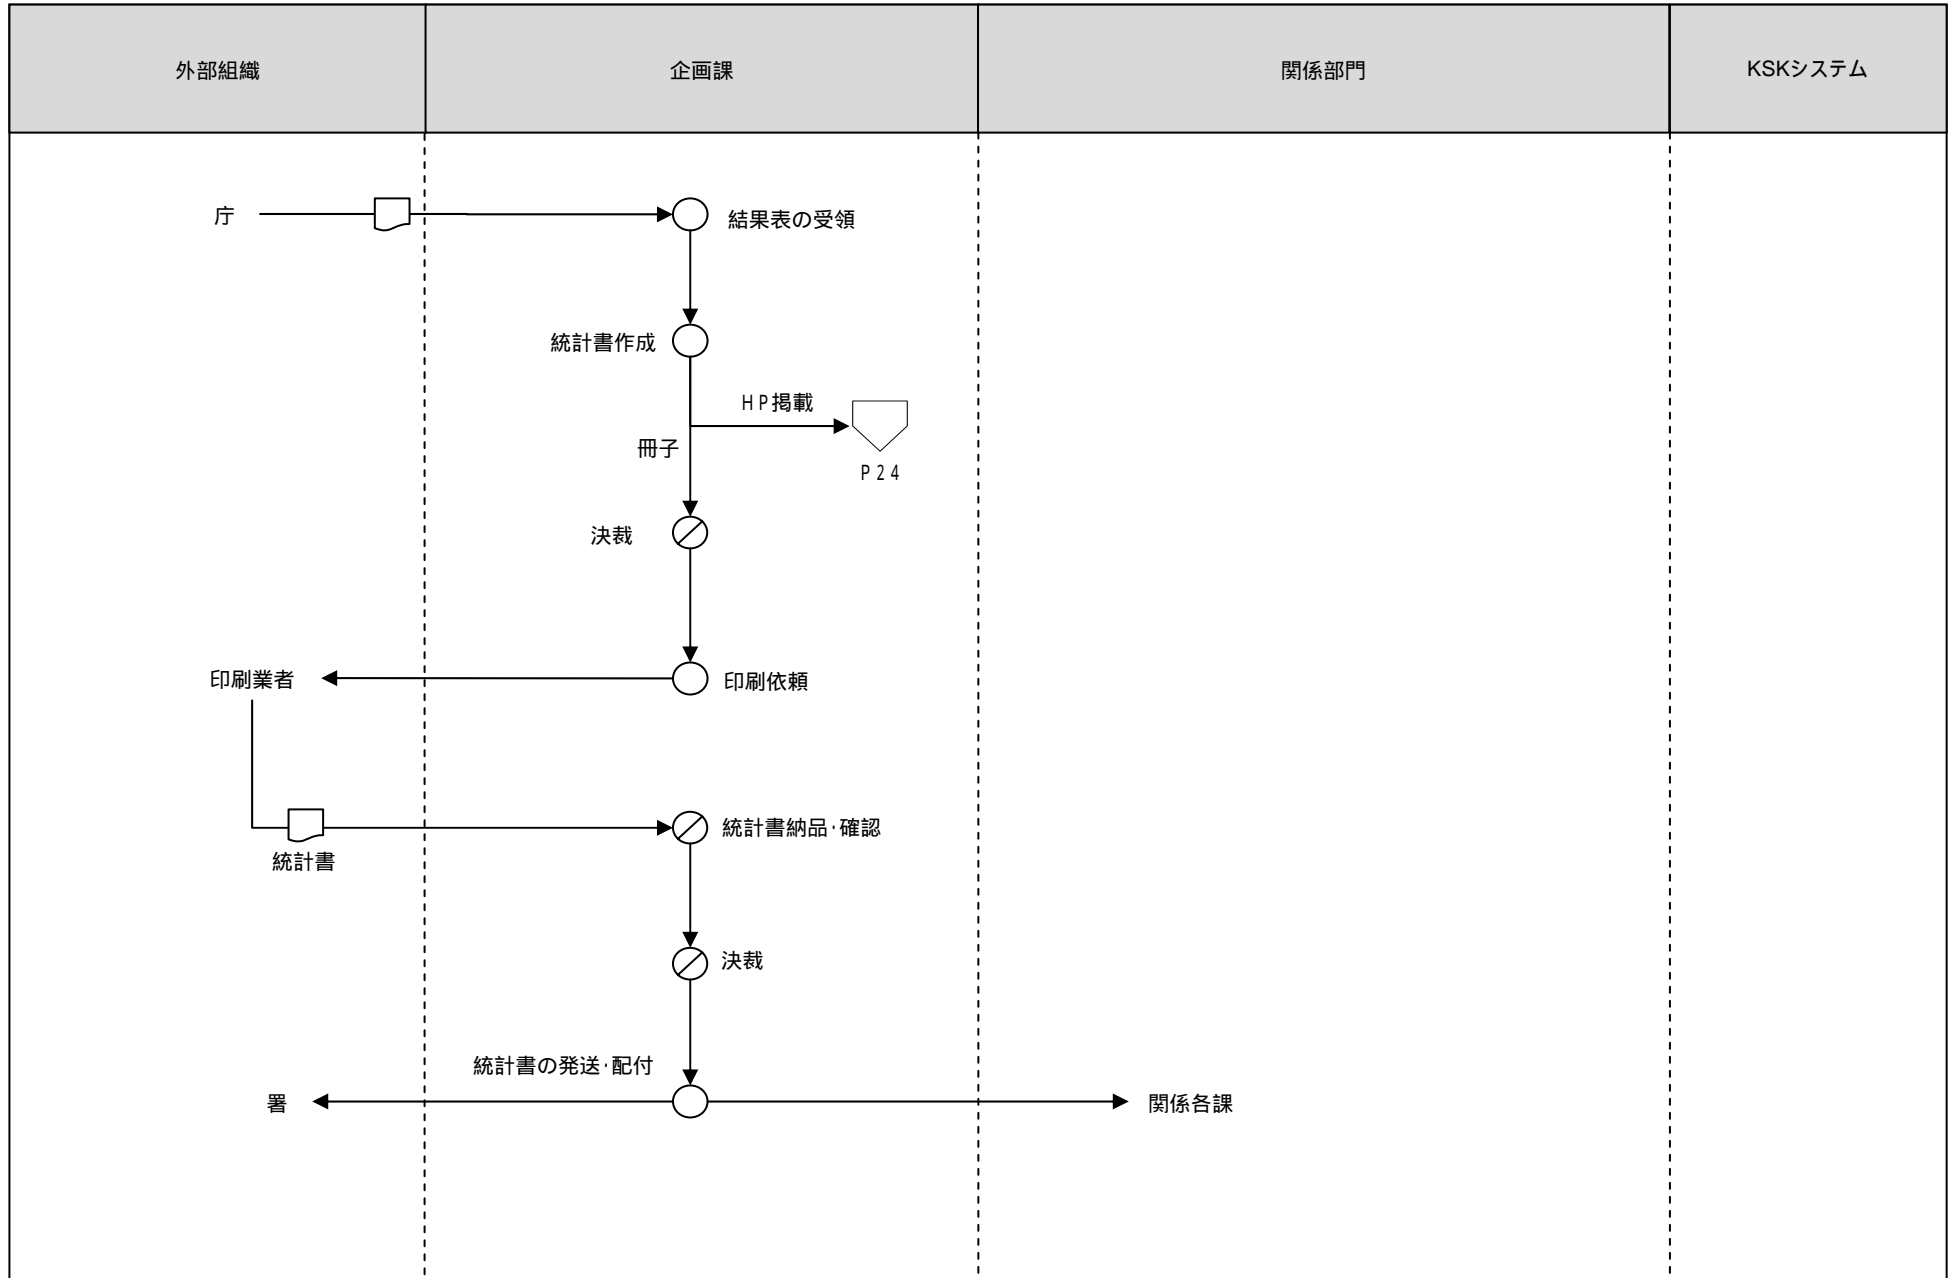 外部組織
企画課
関係部門
KSKシステム
庁
結果表の受領
統計書作成
HP掲載
冊子
P24
決裁
印刷業者
印刷依頼
統計書納品・確認
統計書
決裁
統計書の発送・配付
署
関係各課